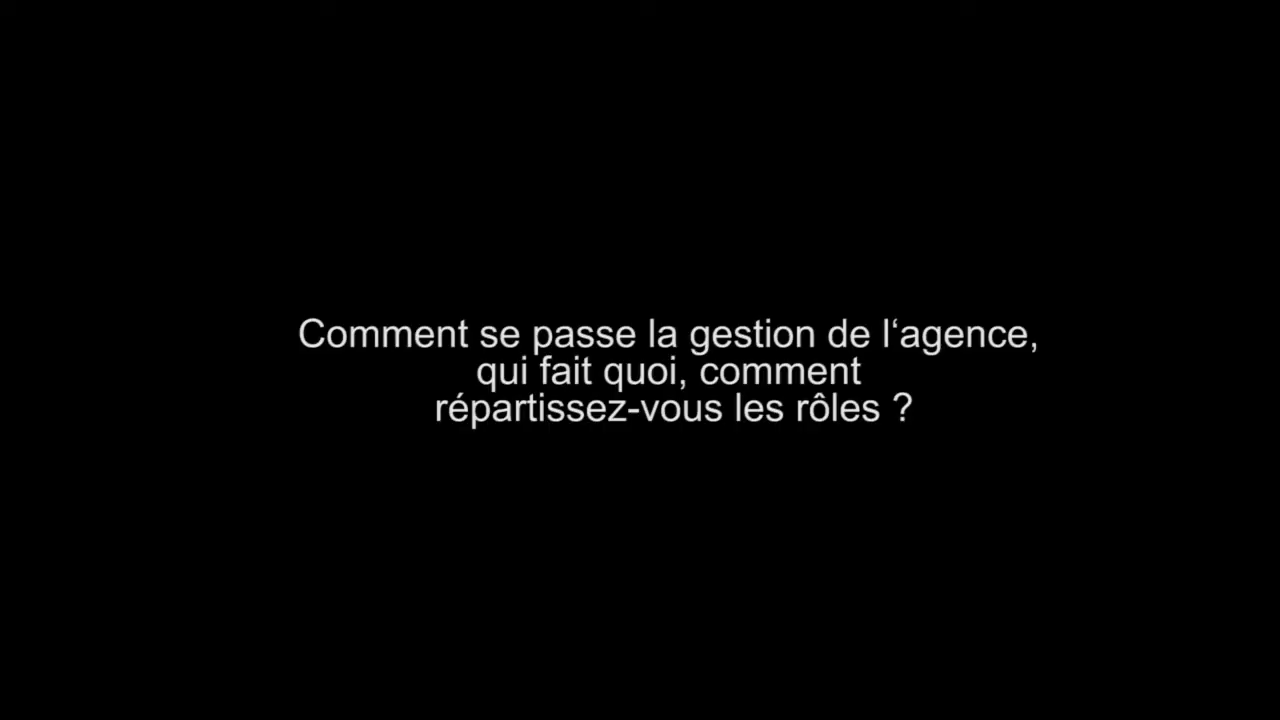 Comment se passe la gestion de l‘agence,
qui fait quoi, comment
répartissez-vous les rôles ?